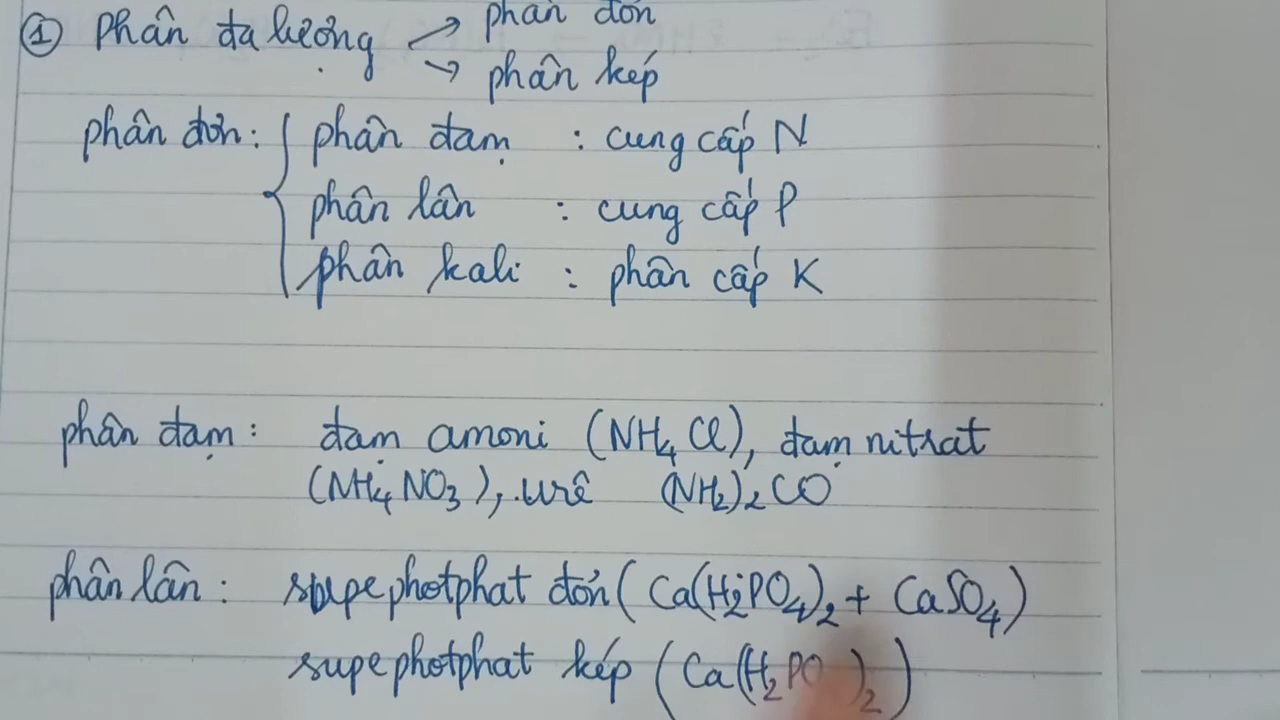 ① phân đa lượng → phân đơn
→ phân kép
phân đơn: { phân đạm : cung cấp N
phân lân : cung cấp P
phân kali : phân cấp K
phân đạm: đạm amoni (NH₄Cl), đạm nitrat
(NH₄NO₃), urê (NH₂)₂CO
phân lân: supephotphat đơn (Ca(H₂PO₄)₂ + CaSO₄)
supephotphat kép (Ca(H₂PO )₂)